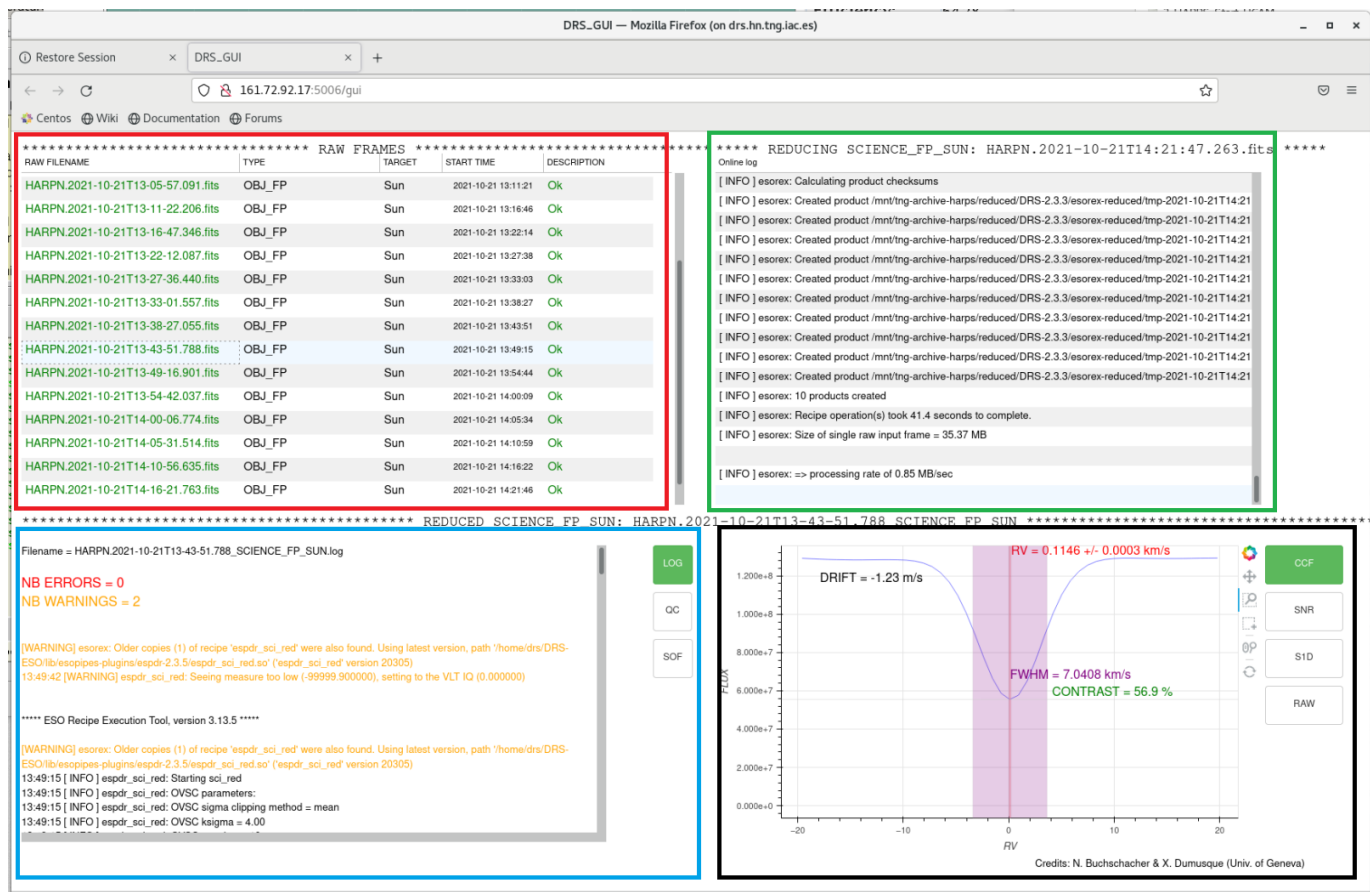 DRS_GUI — Mozilla Firefox (on drs.hn.tng.iac.es)
Restore Session × DRS_GUI × +
161.72.92.17:5006/gui
Centos Wiki Documentation Forums
********************************* RAW FRAMES *********************************
RAW FILENAME TYPE TARGET START TIME DESCRIPTION
HARPN.2021-10-21T13-05-57.091.fits OBJ_FP Sun 2021-10-21 13:11:21 Ok
HARPN.2021-10-21T13-11-22.206.fits OBJ_FP Sun 2021-10-21 13:16:46 Ok
HARPN.2021-10-21T13-16-47.346.fits OBJ_FP Sun 2021-10-21 13:22:14 Ok
HARPN.2021-10-21T13-22-12.087.fits OBJ_FP Sun 2021-10-21 13:27:38 Ok
HARPN.2021-10-21T13-27-36.440.fits OBJ_FP Sun 2021-10-21 13:33:03 Ok
HARPN.2021-10-21T13-33-01.557.fits OBJ_FP Sun 2021-10-21 13:38:27 Ok
HARPN.2021-10-21T13-38-27.055.fits OBJ_FP Sun 2021-10-21 13:43:51 Ok
HARPN.2021-10-21T13-43-51.788.fits OBJ_FP Sun 2021-10-21 13:49:15 Ok
HARPN.2021-10-21T13-49-16.901.fits OBJ_FP Sun 2021-10-21 13:54:44 Ok
HARPN.2021-10-21T13-54-42.037.fits OBJ_FP Sun 2021-10-21 14:00:09 Ok
HARPN.2021-10-21T14-00-06.774.fits OBJ_FP Sun 2021-10-21 14:05:34 Ok
HARPN.2021-10-21T14-05-31.514.fits OBJ_FP Sun 2021-10-21 14:10:59 Ok
HARPN.2021-10-21T14-10-56.635.fits OBJ_FP Sun 2021-10-21 14:16:22 Ok
HARPN.2021-10-21T14-16-21.763.fits OBJ_FP Sun 2021-10-21 14:21:46 Ok
***** REDUCING SCIENCE_FP_SUN: HARPN.2021-10-21T14:21:47.263.fits *****
Online log
[ INFO ] esorex: Calculating product checksums
[ INFO ] esorex: Created product /mnt/tng-archive-harps/reduced/DRS-2.3.3/esorex-reduced/tmp-2021-10-21T14:21
[ INFO ] esorex: Created product /mnt/tng-archive-harps/reduced/DRS-2.3.3/esorex-reduced/tmp-2021-10-21T14:21
[ INFO ] esorex: Created product /mnt/tng-archive-harps/reduced/DRS-2.3.3/esorex-reduced/tmp-2021-10-21T14:21
[ INFO ] esorex: Created product /mnt/tng-archive-harps/reduced/DRS-2.3.3/esorex-reduced/tmp-2021-10-21T14:21
[ INFO ] esorex: Created product /mnt/tng-archive-harps/reduced/DRS-2.3.3/esorex-reduced/tmp-2021-10-21T14:21
[ INFO ] esorex: Created product /mnt/tng-archive-harps/reduced/DRS-2.3.3/esorex-reduced/tmp-2021-10-21T14:21
[ INFO ] esorex: Created product /mnt/tng-archive-harps/reduced/DRS-2.3.3/esorex-reduced/tmp-2021-10-21T14:21
[ INFO ] esorex: Created product /mnt/tng-archive-harps/reduced/DRS-2.3.3/esorex-reduced/tmp-2021-10-21T14:21
[ INFO ] esorex: Created product /mnt/tng-archive-harps/reduced/DRS-2.3.3/esorex-reduced/tmp-2021-10-21T14:21
[ INFO ] esorex: Created product /mnt/tng-archive-harps/reduced/DRS-2.3.3/esorex-reduced/tmp-2021-10-21T14:21
[ INFO ] esorex: 10 products created
[ INFO ] esorex: Recipe operation(s) took 41.4 seconds to complete.
[ INFO ] esorex: Size of single raw input frame = 35.37 MB
[ INFO ] esorex: => processing rate of 0.85 MB/sec
********************************************* REDUCED SCIENCE_FP_SUN: HARPN.2021-10-21T13-43-51.788_SCIENCE_FP_SUN ****************************************
Filename = HARPN.2021-10-21T13-43-51.788_SCIENCE_FP_SUN.log
NB ERRORS = 0
NB WARNINGS = 2
[WARNING] esorex: Older copies (1) of recipe 'espdr_sci_red' were also found. Using latest version, path '/home/drs/DRS-
ESO/lib/esopipes-plugins/espdr-2.3.5/espdr_sci_red.so' ('espdr_sci_red' version 20305)
13:49:42 [WARNING] espdr_sci_red: Seeing measure too low (-99999.900000), setting to the VLT IQ (0.000000)
***** ESO Recipe Execution Tool, version 3.13.5 *****
[WARNING] esorex: Older copies (1) of recipe 'espdr_sci_red' were also found. Using latest version, path '/home/drs/DRS-
ESO/lib/esopipes-plugins/espdr-2.3.5/espdr_sci_red.so' ('espdr_sci_red' version 20305)
13:49:15 [ INFO ] espdr_sci_red: Starting sci_red
13:49:15 [ INFO ] espdr_sci_red: OVSC parameters:
13:49:15 [ INFO ] espdr_sci_red: OVSC sigma clipping method = mean
13:49:15 [ INFO ] espdr_sci_red: OVSC ksigma = 4.00
LOG
QC
SOF
RV = 0.1146 +/- 0.0003 km/s
DRIFT = -1.23 m/s
FWHM = 7.0408 km/s
CONTRAST = 56.9 %
FLUX
1.200e+8
1.000e+8
8.000e+7
6.000e+7
4.000e+7
2.000e+7
0.000e+0
−20 −10 0 10 20
RV
Credits: N. Buchschacher & X. Dumusque (Univ. of Geneva)
CCF
SNR
S1D
RAW